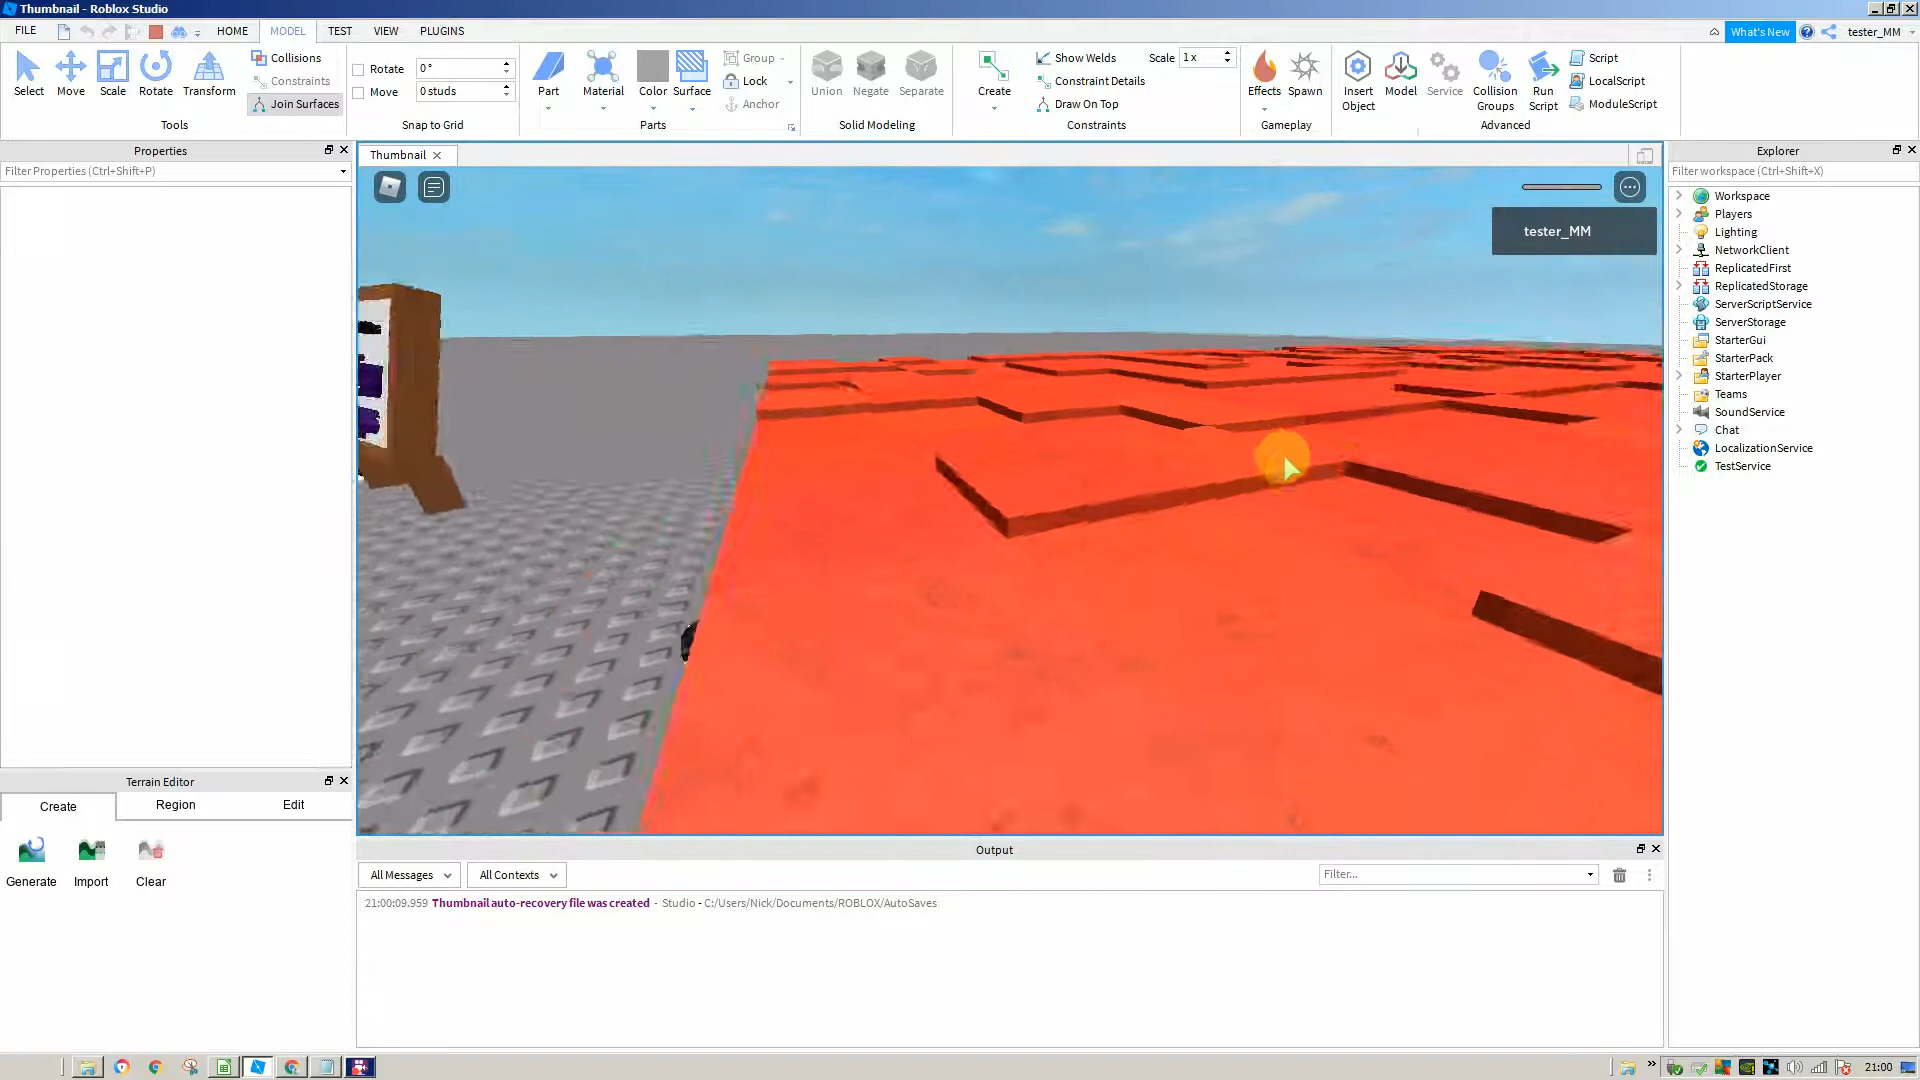 Thumbnail - Roblox Studio
FILE
HOME
MODEL
TEST
VIEW
PLUGINS
What's New
tester_MM
Select
Move
Scale
Rotate
Transform
Collisions
Constraints
Join Surfaces
Tools
Rotate
0 °
Move
0 studs
Snap to Grid
Part
Material
Color
Surface
Group
Lock
Anchor
Parts
Union
Negate
Separate
Solid Modeling
Create
Show Welds
Scale
1 x
Constraint Details
Draw On Top
Constraints
Effects
Spawn
Gameplay
Insert
Object
Model
Service
Collision
Groups
Run
Script
Script
LocalScript
ModuleScript
Advanced
Properties
Filter Properties (Ctrl+Shift+P)
Thumbnail
tester_MM
Explorer
Filter workspace (Ctrl+Shift+X)
Workspace
Players
Lighting
NetworkClient
ReplicatedFirst
ReplicatedStorage
ServerScriptService
ServerStorage
StarterGui
StarterPack
StarterPlayer
Teams
SoundService
Chat
LocalizationService
TestService
Terrain Editor
Create
Region
Edit
Generate
Import
Clear
Output
All Messages
All Contexts
Filter...
21:00:09.959 Thumbnail auto-recovery file was created - Studio - C:/Users/Nick/Documents/ROBLOX/AutoSaves
21:00